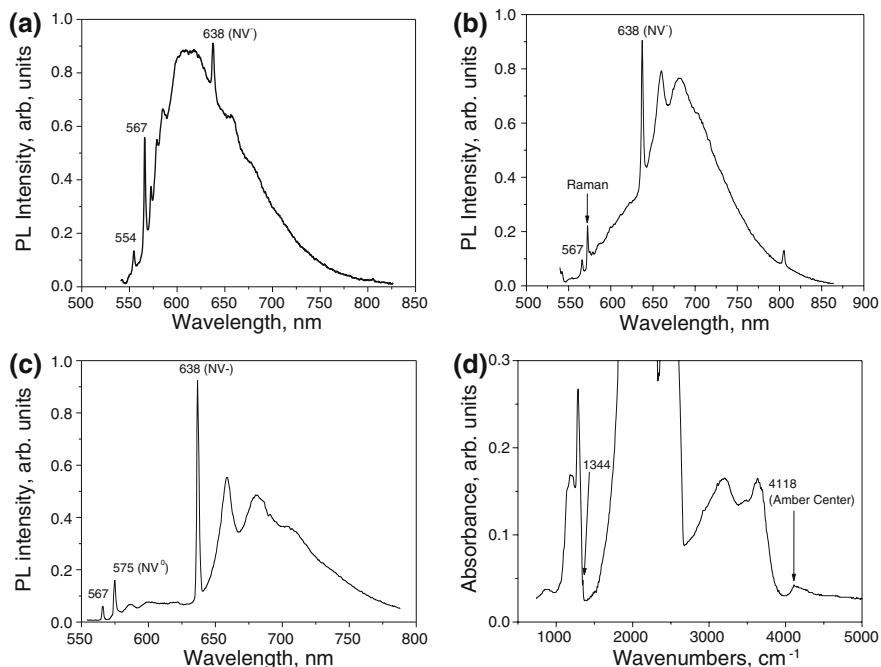 (a)
1.0
0.8
0.6
0.4
0.2
0.0
PL Intensity, arb, units
638 (NV-)
567
554
500 550 600 650 700 750 800 850
Wavelength, nm
(b)
1.0
0.8
0.6
0.4
0.2
0.0
PL Intensity, arb. units
638 (NV-)
Raman
567
500 550 600 650 700 750 800 850 900
Wavelength, nm
(c)
1.0
0.8
0.6
0.4
0.2
0.0
PL intensity, arb. units
638 (NV-)
575 (NV0)
567
550 600 650 700 750 800
Wavelength, nm
(d)
0.3
0.2
0.1
0.0
Absorbance, arb. units
1344
4118
(Amber Center)
1000 2000 3000 4000 5000
Wavenumbers, cm-1